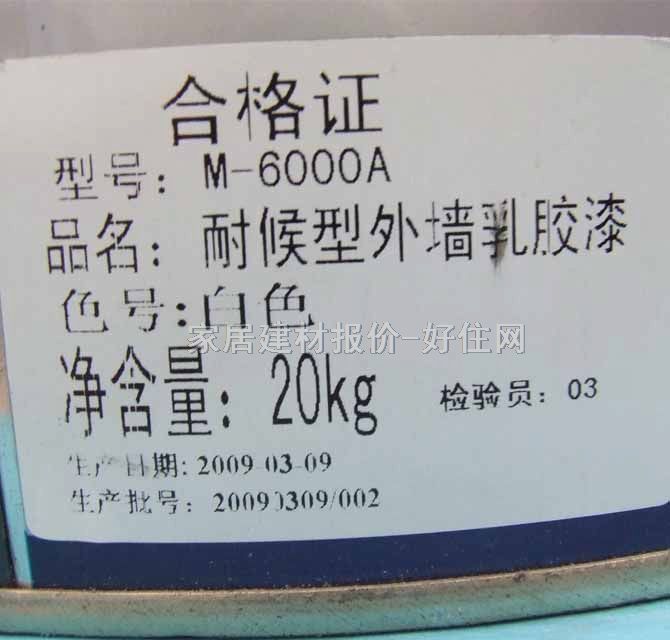 合格证
型号: M-6000A
品名: 耐候型外墙乳胶漆
色号:白色
家居建材报价-好住网
净含量: 20kg
检验员: 03
生产日期: 2009-03-09
生产批号: 20090309/002